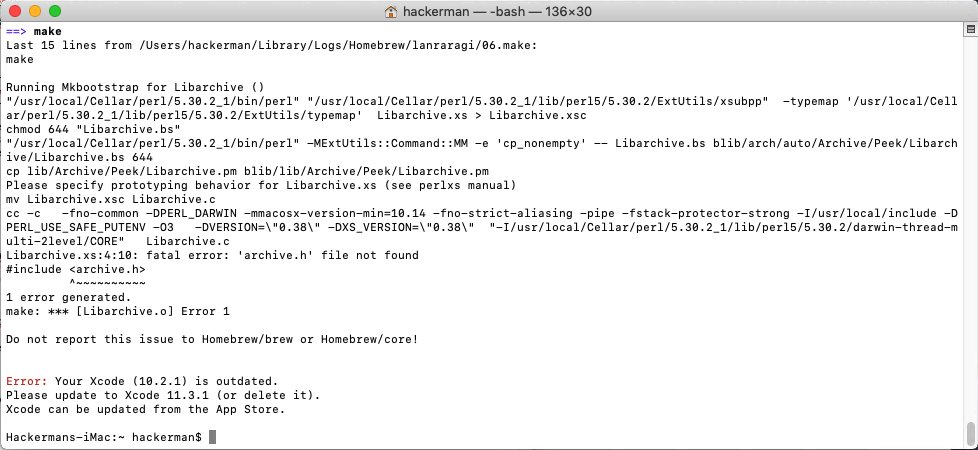 hackerman — -bash — 136×30
==> make
Last 15 lines from /Users/hackerman/Library/Logs/Homebrew/lanraragi/06.make:
make
Running Mkbootstrap for Libarchive ()
"/usr/local/Cellar/perl/5.30.2_1/bin/perl" "/usr/local/Cellar/perl/5.30.2_1/lib/perl5/5.30.2/ExtUtils/xsubpp"  -typemap '/usr/local/Cell
ar/perl/5.30.2_1/lib/perl5/5.30.2/ExtUtils/typemap'  Libarchive.xs > Libarchive.xsc
chmod 644 "Libarchive.bs"
"/usr/local/Cellar/perl/5.30.2_1/bin/perl" -MExtUtils::Command::MM -e 'cp_nonempty' -- Libarchive.bs blib/arch/auto/Archive/Peek/Libarch
ive/Libarchive.bs 644
cp lib/Archive/Peek/Libarchive.pm blib/lib/Archive/Peek/Libarchive.pm
Please specify prototyping behavior for Libarchive.xs (see perlxs manual)
mv Libarchive.xsc Libarchive.c
cc -c   -fno-common -DPERL_DARWIN -mmacosx-version-min=10.14 -fno-strict-aliasing -pipe -fstack-protector-strong -I/usr/local/include -D
PERL_USE_SAFE_PUTENV -O3   -DVERSION=\"0.38\" -DXS_VERSION=\"0.38\"  "-I/usr/local/Cellar/perl/5.30.2_1/lib/perl5/5.30.2/darwin-thread-m
ulti-2level/CORE"   Libarchive.c
Libarchive.xs:4:10: fatal error: 'archive.h' file not found
#include <archive.h>
         ^~~~~~~~~~~
1 error generated.
make: *** [Libarchive.o] Error 1
Do not report this issue to Homebrew/brew or Homebrew/core!
Error: Your Xcode (10.2.1) is outdated.
Please update to Xcode 11.3.1 (or delete it).
Xcode can be updated from the App Store.
Hackermans-iMac:~ hackerman$